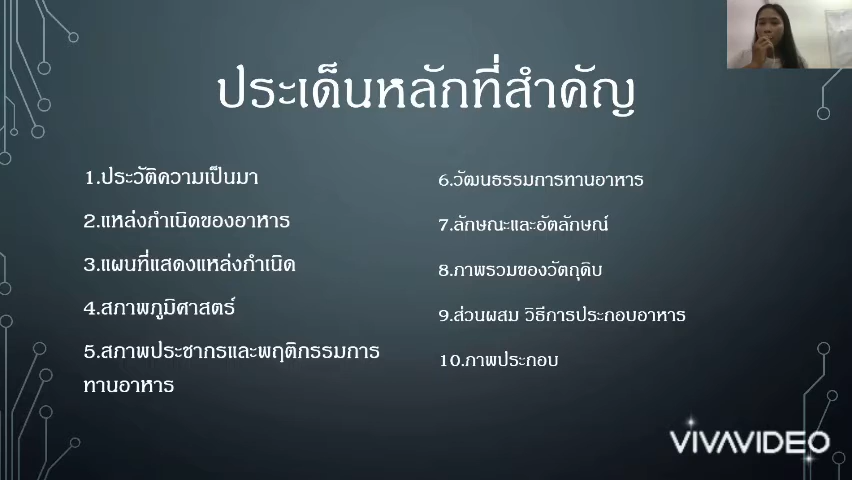 ประเด็นหลักที่สำคัญ
1.ประวัติความเป็นมา
2.แหล่งกำเนิดของอาหาร
3.แผนที่แสดงแหล่งกำเนิด
4.สภาพภูมิศาสตร์
5.สภาพประชากรและพฤติกรรมการ
ทานอาหาร
6.วัฒนธรรมการทานอาหาร
7.ลักษณะและอัตลักษณ์
8.ภาพรวมของวัตถุดิบ
9.ส่วนผสม วิธีการประกอบอาหาร
10.ภาพประกอบ
VIVAVIDEO